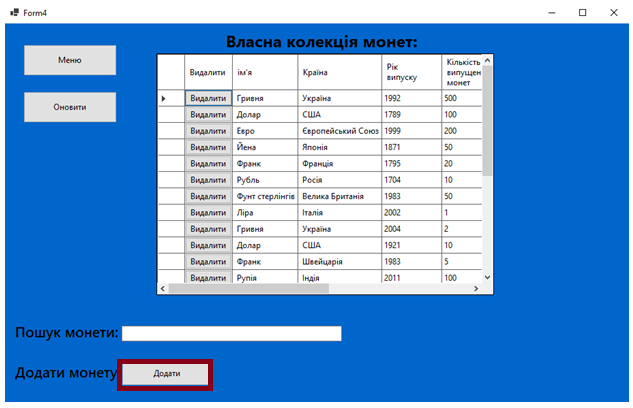 Form4
Меню
Оновити
Власна колекція монет:
Видалити ім'я Країна Рік випуску Кількість випущен монет
Видалити Гривня Україна 1992 500
Видалити Долар США 1789 100
Видалити Евро Європейський Союз 1999 200
Видалити Йена Японія 1871 50
Видалити Франк Франція 1795 20
Видалити Рубль Росія 1704 10
Видалити Фунт стерлінгів Велика Британія 1983 50
Видалити Ліра Італія 2002 1
Видалити Гривня Україна 2004 2
Видалити Долар США 1921 10
Видалити Франк Швейцарія 1983 5
Видалити Рупія Індія 2011 100
Пошук монети:
Додати монету
Додати